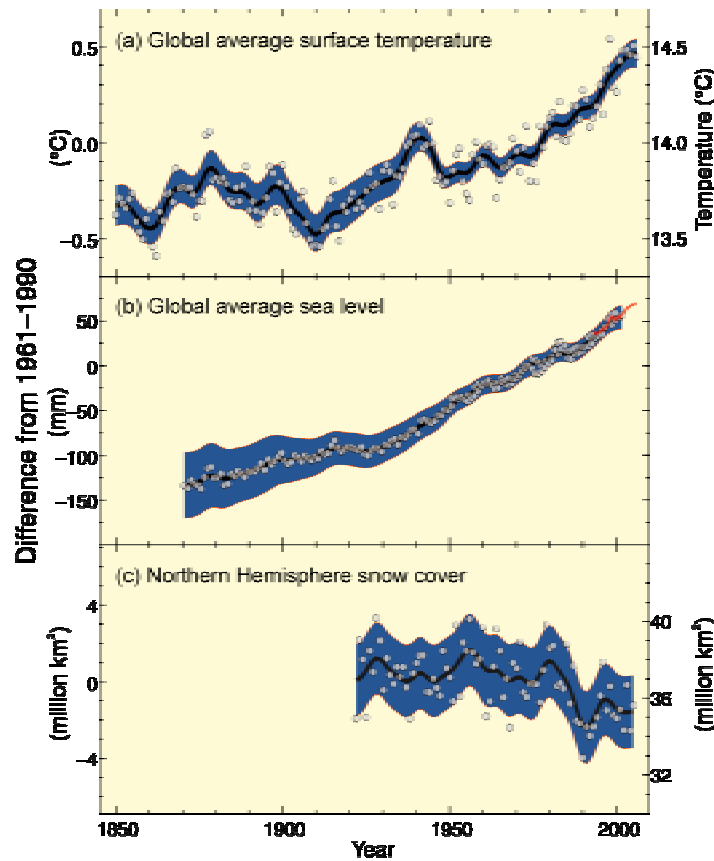 (a) Global average surface temperature
0.5
0.0
−0.5
(°C)
14.5
14.0
13.5
Temperature (°C)
Difference from 1961–1990
(b) Global average sea level
50
0
−50
−100
−150
(mm)
(c) Northern Hemisphere snow cover
4
0
−4
(million km²)
40
36
32
(million km²)
1850
1900
1950
2000
Year